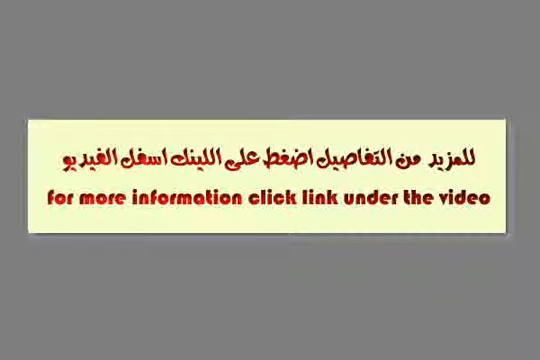 للمزيد من التفاصيل اضغط على اللينك اسفل الفيديو
for more information click link under the video